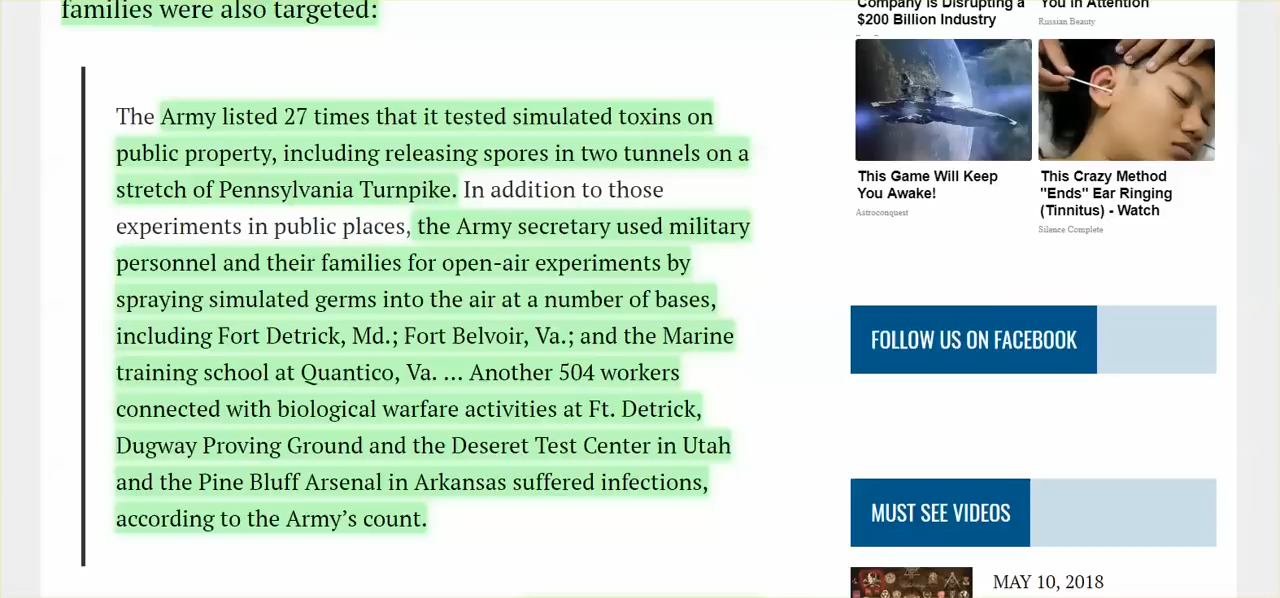 families were also targeted:
The Army listed 27 times that it tested simulated toxins on
public property, including releasing spores in two tunnels on a
stretch of Pennsylvania Turnpike. In addition to those
experiments in public places, the Army secretary used military
personnel and their families for open-air experiments by
spraying simulated germs into the air at a number of bases,
including Fort Detrick, Md.; Fort Belvoir, Va.; and the Marine
training school at Quantico, Va. ... Another 504 workers
connected with biological warfare activities at Ft. Detrick,
Dugway Proving Ground and the Deseret Test Center in Utah
and the Pine Bluff Arsenal in Arkansas suffered infections,
according to the Army’s count.
Company is Disrupting a
$200 Billion Industry
You in Attention
Russian Beauty
This Game Will Keep
You Awake!
Astroconquest
This Crazy Method
"Ends" Ear Ringing
(Tinnitus) - Watch
Silence Complete
FOLLOW US ON FACEBOOK
MUST SEE VIDEOS
MAY 10, 2018